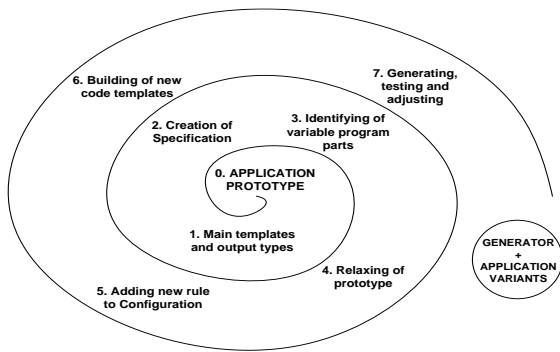 6. Building of new
code templates
7. Generating,
testing and
adjusting
2. Creation of
Specification
3. Identifying of
variable program
parts
0. APPLICATION
PROTOTYPE
1. Main templates
and output types
GENERATOR
+
APPLICATION
VARIANTS
4. Relaxing of
prototype
5. Adding new rule
to Configuration